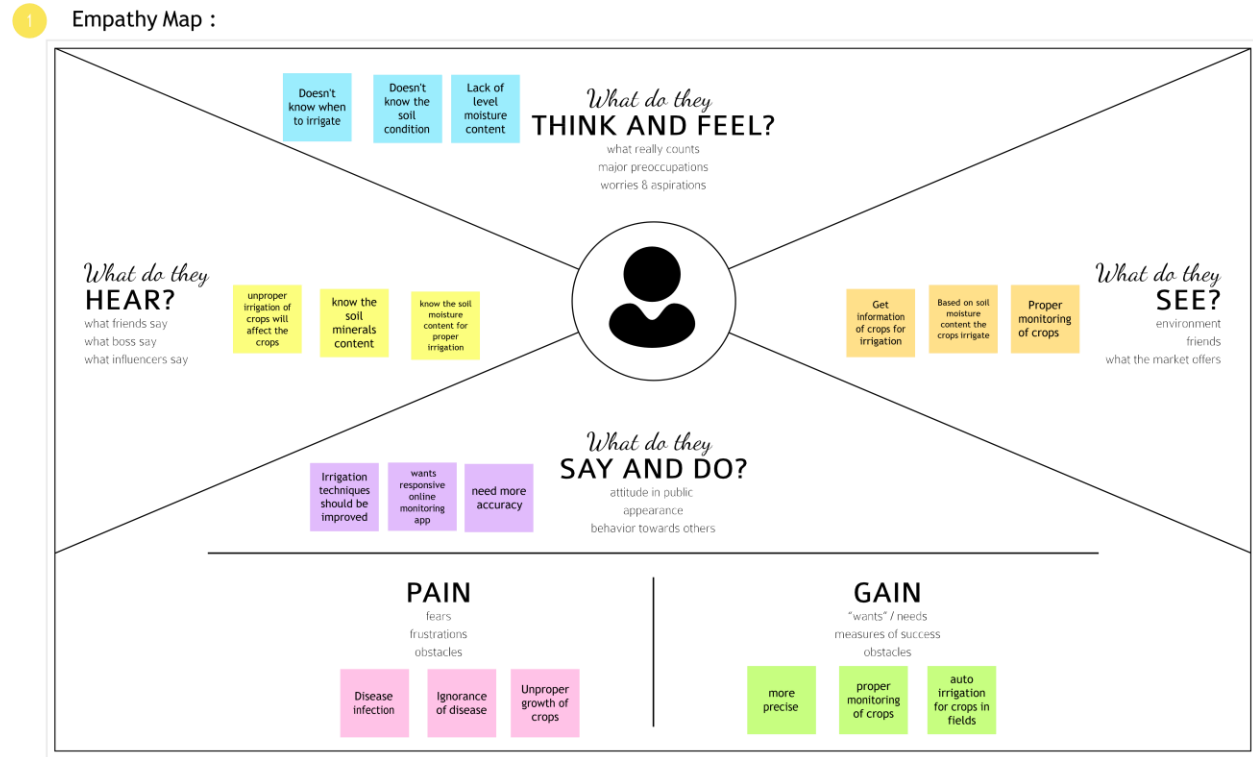 1
Empathy Map :
Doesn't
know when
to irrigate
Doesn't
know the
soil
condition
Lack of
level
moisture
content
What do they
THINK AND FEEL?
what really counts
major preoccupations
worries & aspirations
What do they
HEAR?
what friends say
what boss say
what influencers say
unproper
irrigation of
crops will
affect the
crops
know the
soil
minerals
content
know the soil
moisture
content for
proper
irrigation
Get
information
of crops for
irrigation
Based on soil
moisture
content the
crops irrigate
Proper
monitoring
of crops
What do they
SEE?
environment
friends
what the market offers
What do they
SAY AND DO?
attitude in public
appearance
behavior towards others
Irrigation
techniques
should be
improved
wants
responsive
online
monitoring
app
need more
accuracy
PAIN
fears
frustrations
obstacles
Disease
infection
Ignorance
of disease
Unproper
growth of
crops
GAIN
"wants" / needs
measures of success
obstacles
more
precise
proper
monitoring
of crops
auto
irrigation
for crops in
fields